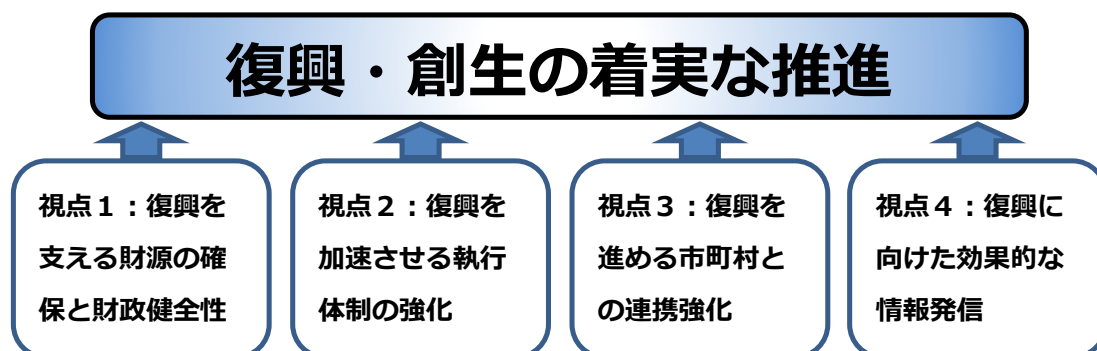 復興・創生の着実な推進
視点１：復興を
支える財源の確
保と財政健全性
視点２：復興を
加速させる執行
体制の強化
視点３：復興を
進める市町村と
の連携強化
視点４：復興に
向けた効果的な
情報発信